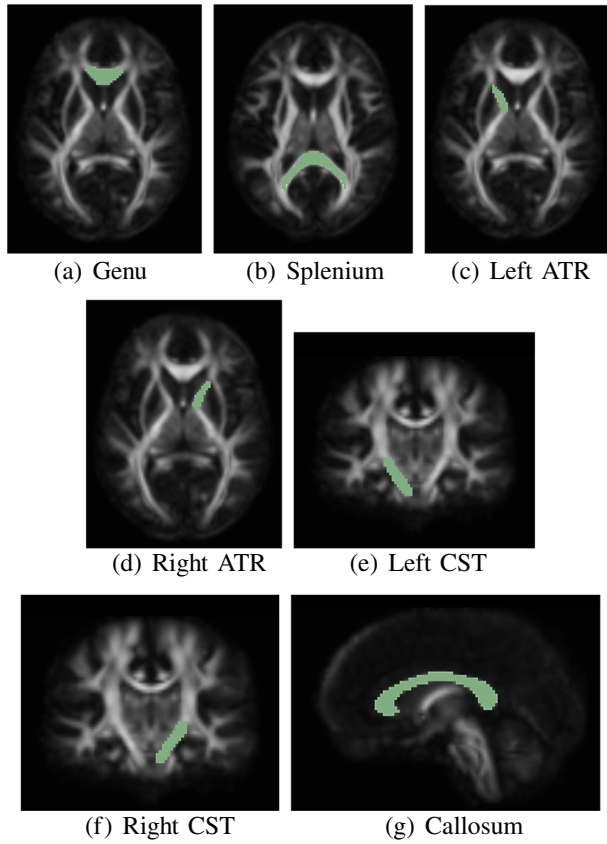 (a) Genu
(b) Splenium
(c) Left ATR
(d) Right ATR
(e) Left CST
(f) Right CST
(g) Callosum